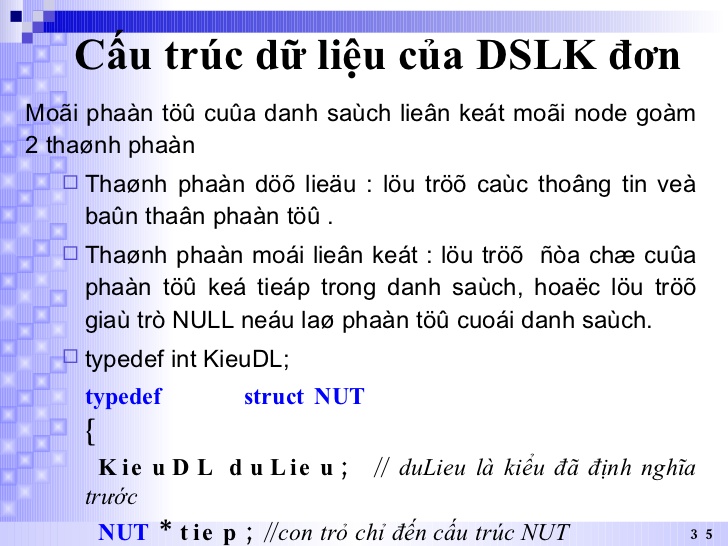 Cấu trúc dữ liệu của DSLK đơn
Moãi phaàn töû cuûa danh saùch lieân keát moãi node goàm
2 thaønh phaàn
Thaønh phaàn döõ lieäu : löu tröõ caùc thoâng tin veà
baûn thaân phaàn töû .
Thaønh phaàn moái lieân keát : löu tröõ ñòa chæ cuûa
phaàn töû keá tieáp trong danh saùch, hoaëc löu tröõ
giaù trò NULL neáu laø phaàn töû cuoái danh saùch.
typedef int KieuDL;
typedef struct NUT
{
KieuDL duLieu; // duLieu là kiểu đã định nghĩa
trước
NUT *tiep; //con trỏ chỉ đến cấu trúc NUT
35